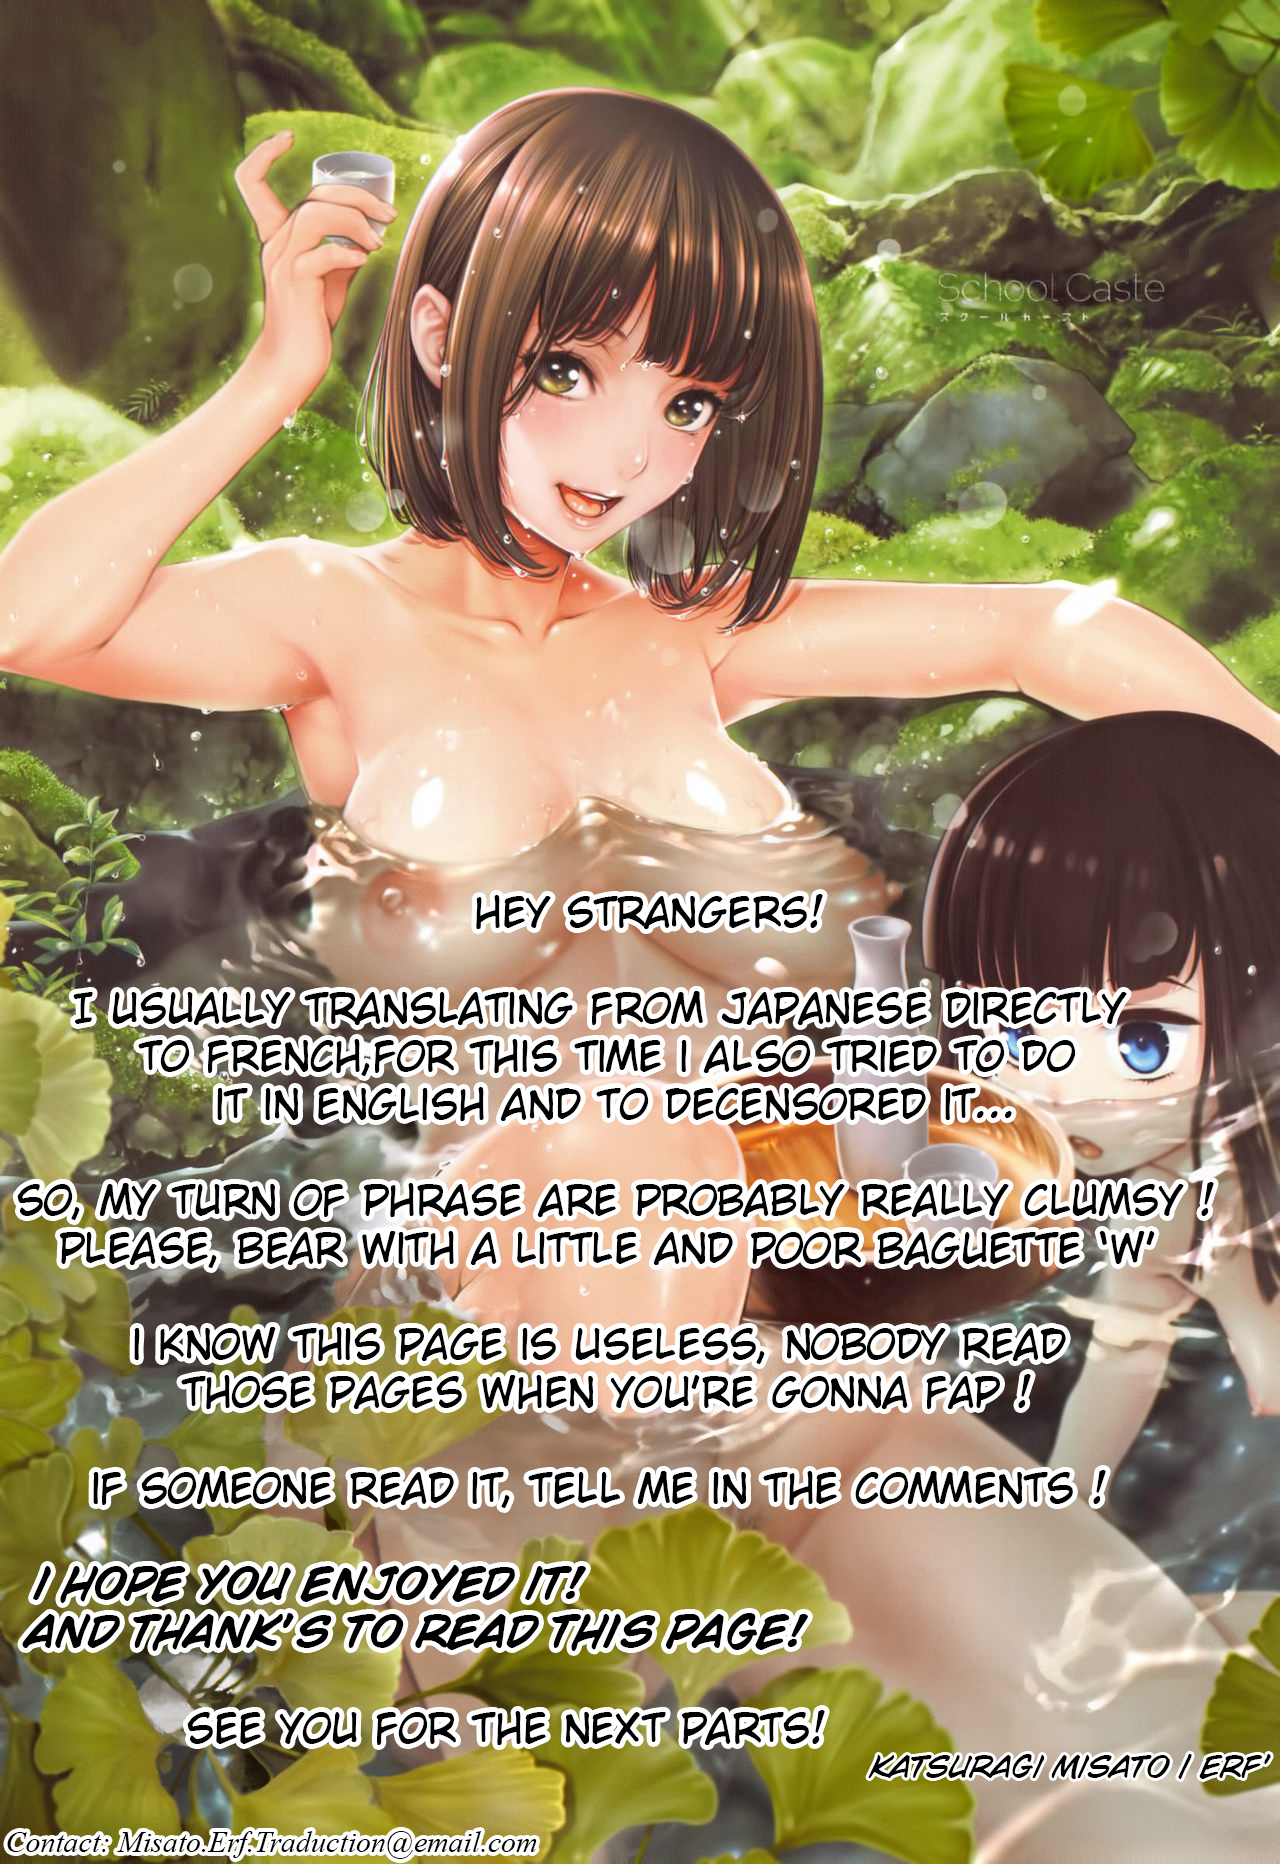 School Caste
スクールカースト
HEY STRANGERS!
I USUALLY TRANSLATING FROM JAPANESE DIRECTLY
TO FRENCH,FOR THIS TIME I ALSO TRIED TO DO
IT IN ENGLISH AND TO DECENSORED IT...
SO, MY TURN OF PHRASE ARE PROBABLY REALLY CLUMSY !
PLEASE, BEAR WITH A LITTLE AND POOR BAGUETTE 'W'
I KNOW THIS PAGE IS USELESS, NOBODY READ
THOSE PAGES WHEN YOU'RE GONNA FAP !
IF SOMEONE READ IT, TELL ME IN THE COMMENTS !
I HOPE YOU ENJOYED IT!
AND THANK'S TO READ THIS PAGE!
SEE YOU FOR THE NEXT PARTS!
KATSURAGI MISATO / ERF'
Contact: Misato.Erf.Traduction@email.com